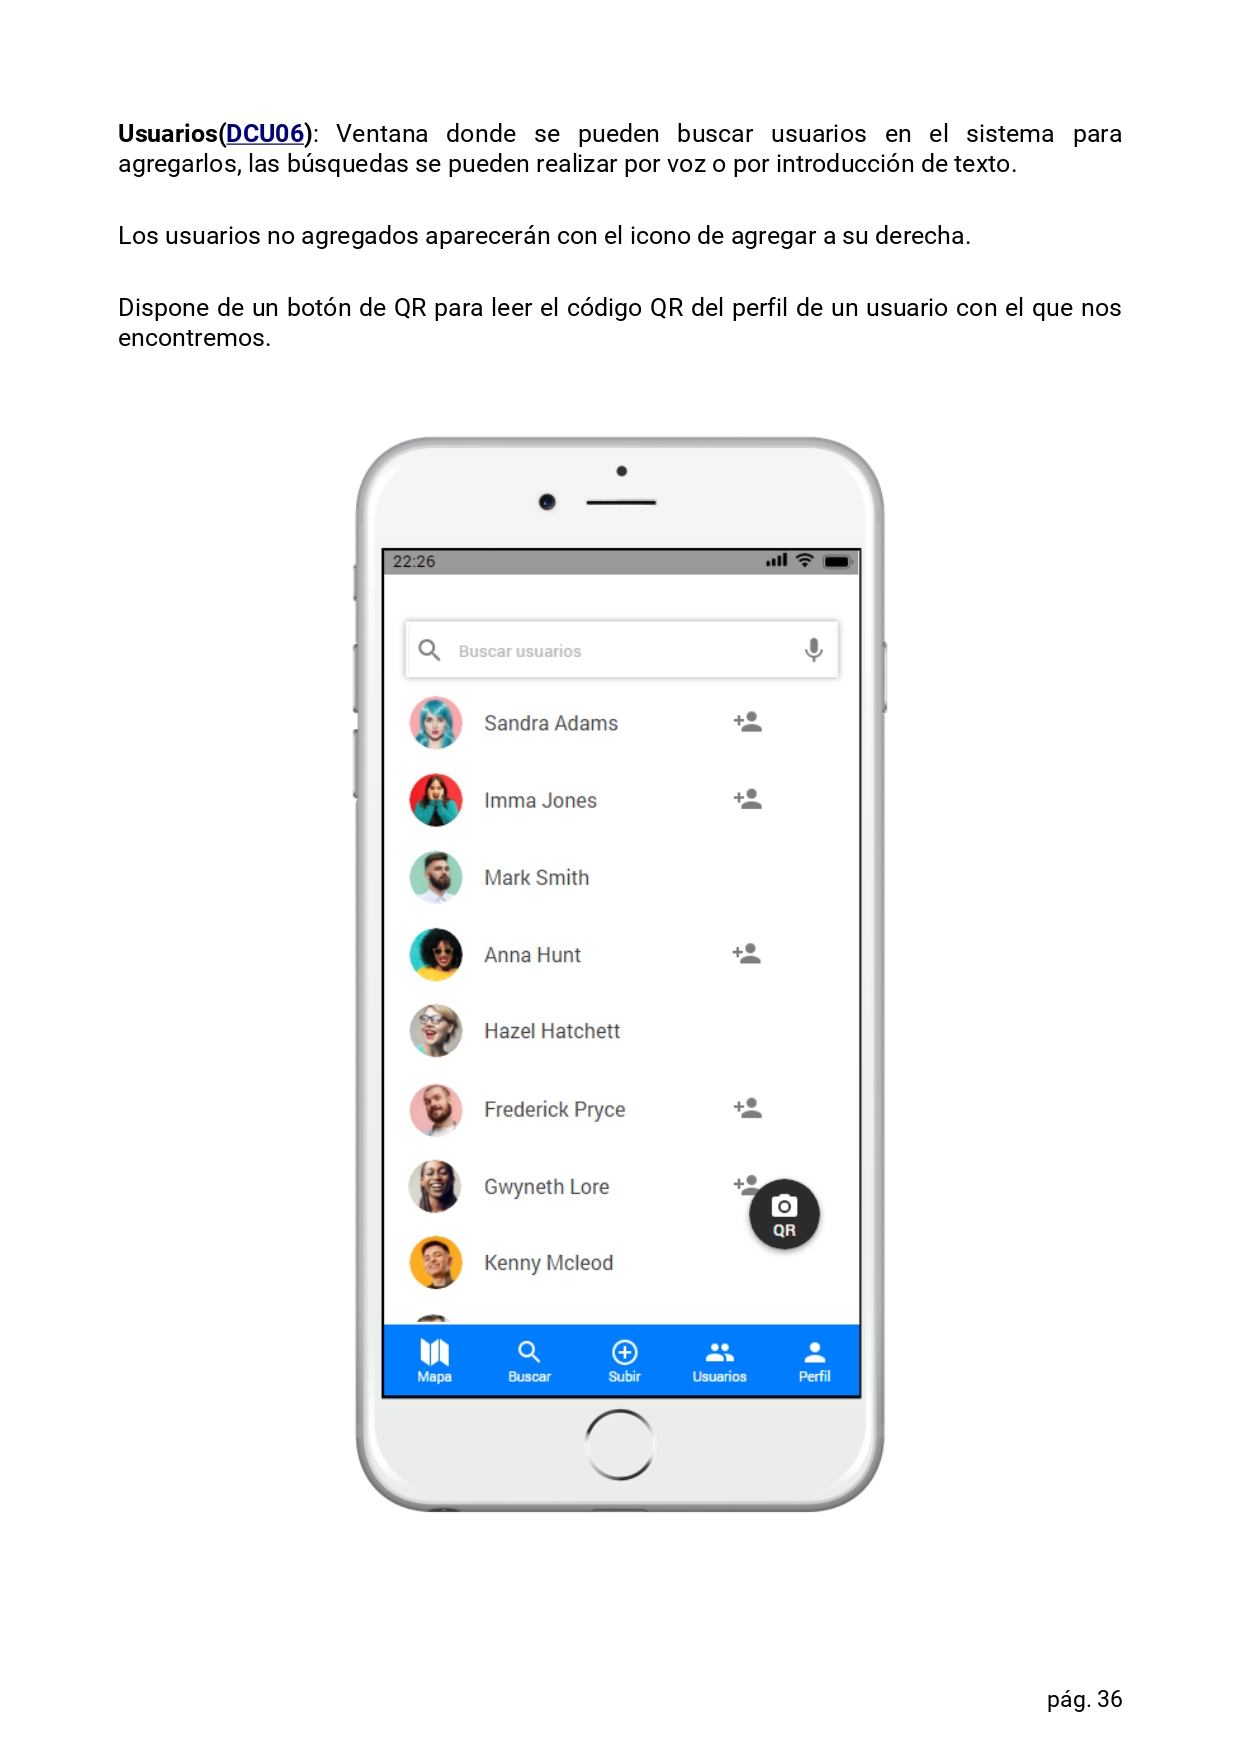 Usuarios(DCU06): Ventana donde se pueden buscar usuarios en el sistema para
agregarlos, las búsquedas se pueden realizar por voz o por introducción de texto.
Los usuarios no agregados aparecerán con el icono de agregar a su derecha.
Dispone de un botón de QR para leer el código QR del perfil de un usuario con el que nos
encontremos.
22:26
Buscar usuarios
Sandra Adams
Imma Jones
Mark Smith
Anna Hunt
Hazel Hatchett
Frederick Pryce
Gwyneth Lore
QR
Kenny Mcleod
Mapa Buscar Subir Usuarios Perfil
pág. 36